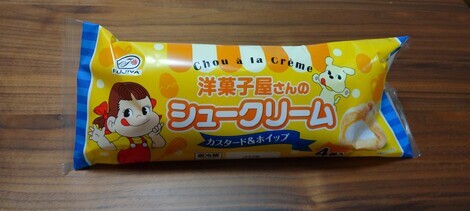 FUJIYA
Chou à la Crème
洋菓子屋さんの
シュークリーム
カスタード&ホイップ